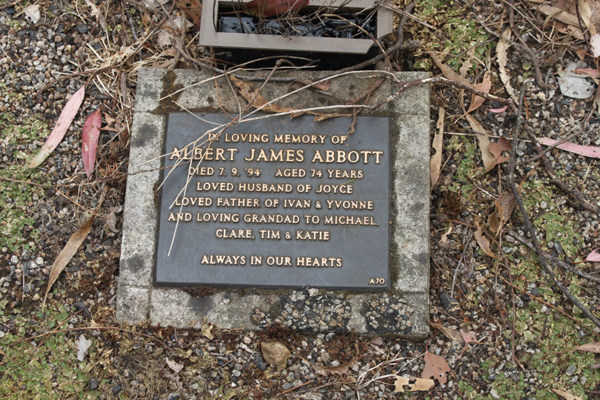 IN LOVING MEMORY OF
ALBERT JAMES ABBOTT
DIED 7. 9. '94 AGED 74 YEARS
LOVED HUSBAND OF JOYCE
LOVED FATHER OF IVAN & YVONNE
AND LOVING GRANDAD TO MICHAEL,
CLARE, TIM & KATIE
ALWAYS IN OUR HEARTS
A70